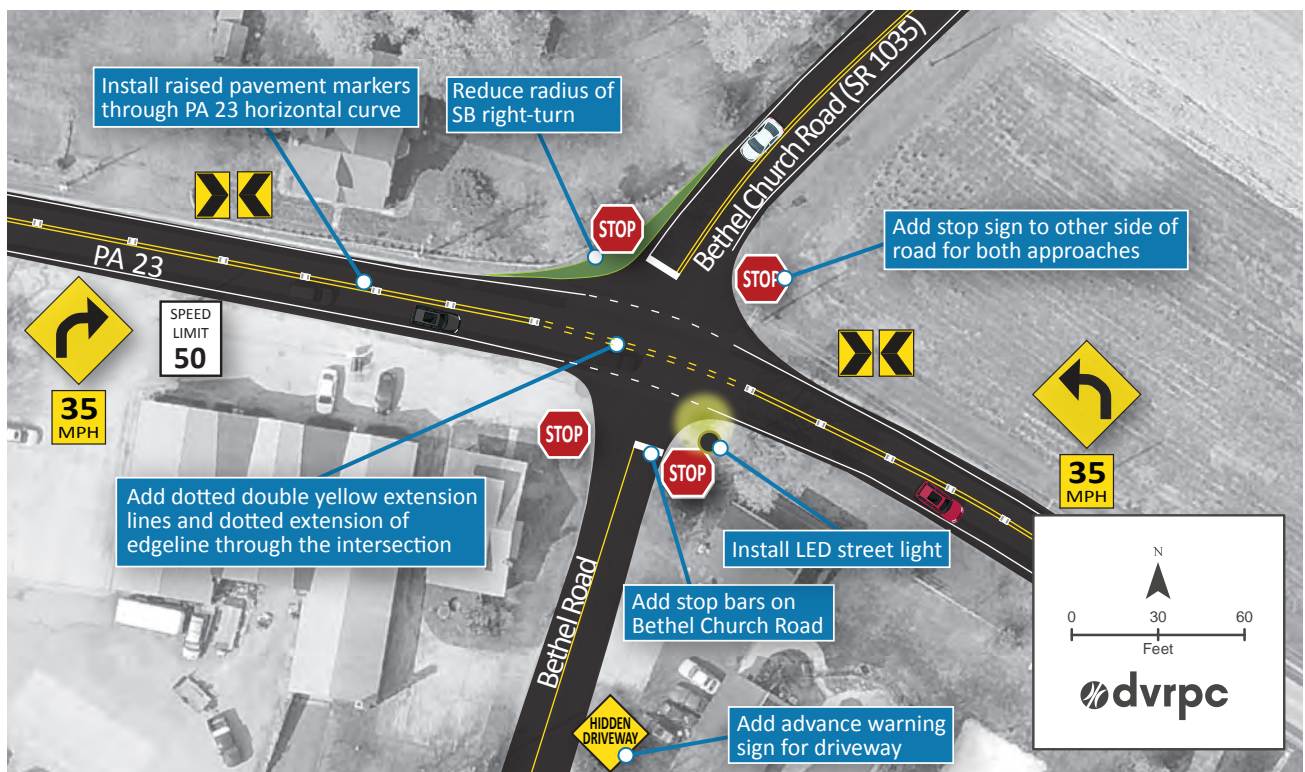 Install raised pavement markers
through PA 23 horizontal curve
Reduce radius of
SB right-turn
Bethel Church Road (SR 1035)
STOP
PA 23
STOP
Add stop sign to other side of
road for both approaches
SPEED
LIMIT
50
35
MPH
STOP
STOP
35
MPH
Add dotted double yellow extension
lines and dotted extension of
edgeline through the intersection
Install LED street light
Add stop bars on
Bethel Church Road
Bethel Road
HIDDEN
DRIVEWAY
Add advance warning
sign for driveway
N
0 30 60
Feet
dvrpc